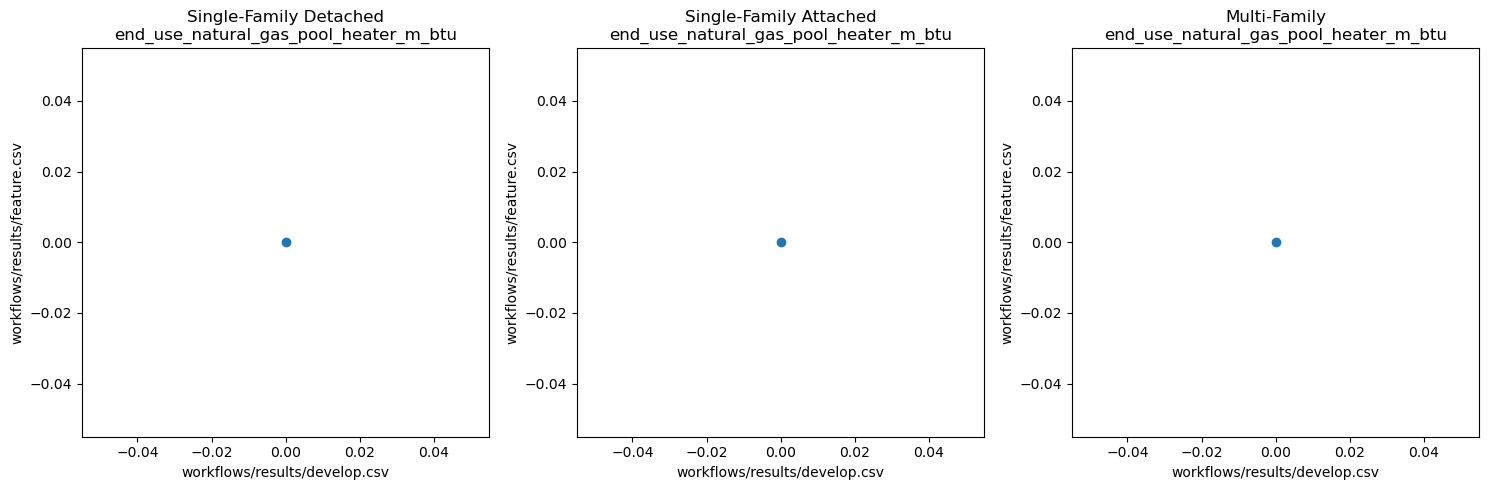 Single-Family Detached
end_use_natural_gas_pool_heater_m_btu
0.04
0.02
0.00
−0.02
−0.04
workflows/results/feature.csv
−0.04 −0.02 0.00 0.02 0.04
workflows/results/develop.csv
Single-Family Attached
end_use_natural_gas_pool_heater_m_btu
0.04
0.02
0.00
−0.02
−0.04
workflows/results/feature.csv
−0.04 −0.02 0.00 0.02 0.04
workflows/results/develop.csv
Multi-Family
end_use_natural_gas_pool_heater_m_btu
0.04
0.02
0.00
−0.02
−0.04
workflows/results/feature.csv
−0.04 −0.02 0.00 0.02 0.04
workflows/results/develop.csv